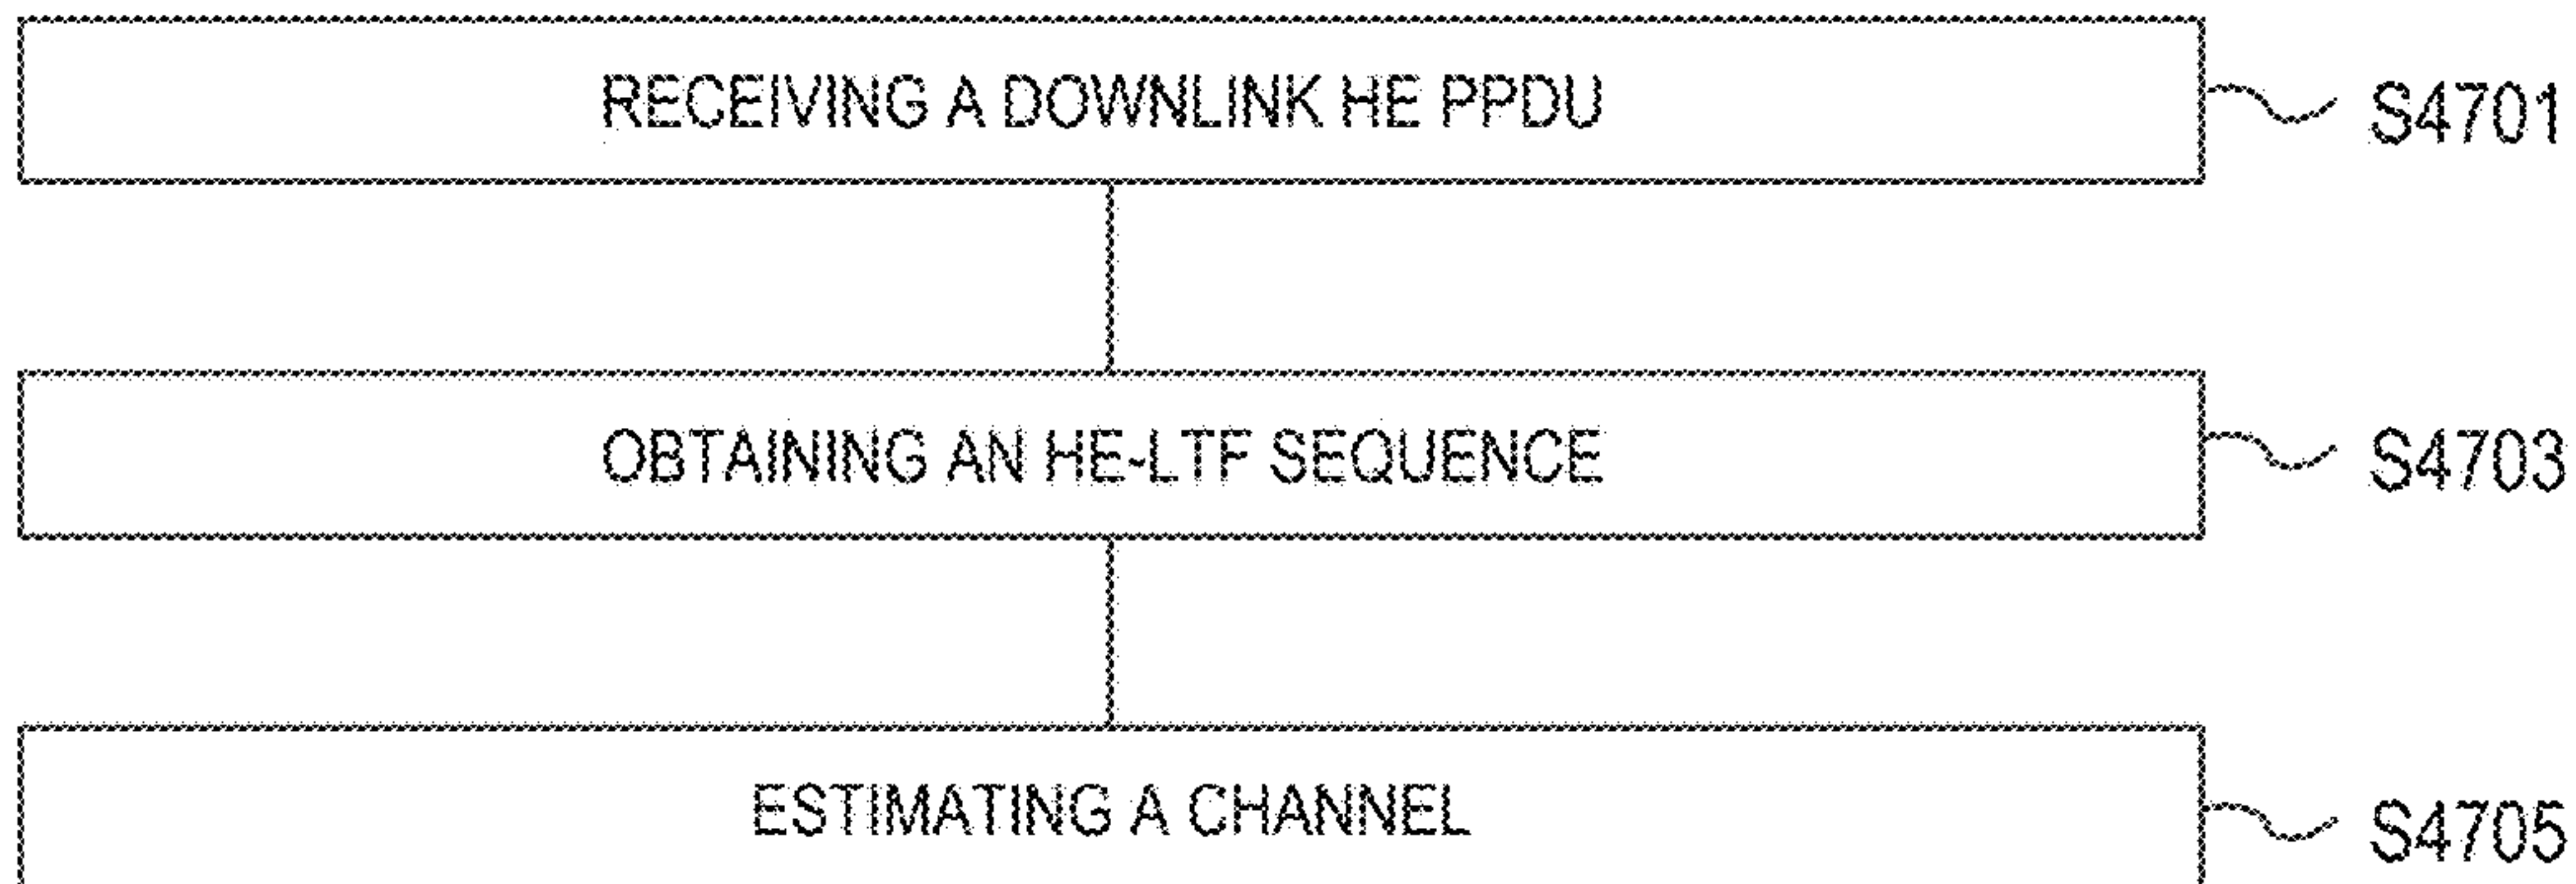 RECEIVING A DOWNLINK HE PPDU S4701
OBTAINING AN HE-LTF SEQUENCE S4703
ESTIMATING A CHANNEL S4705